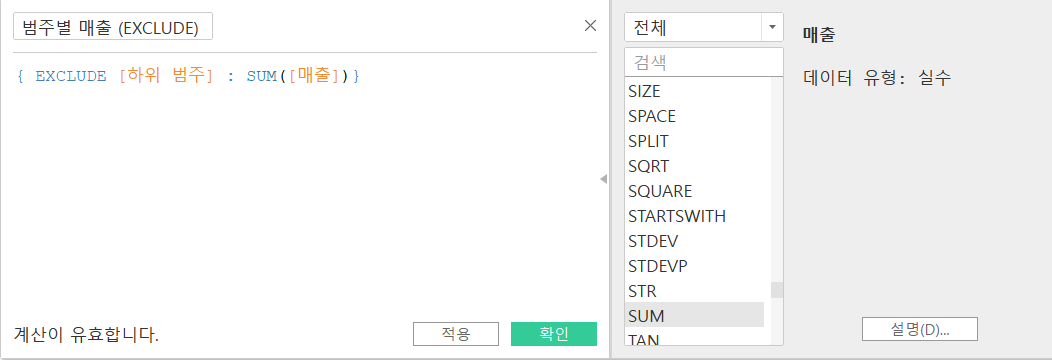 범주별 매출 (EXCLUDE)
{ EXCLUDE [하위 범주] : SUM([매출])}
계산이 유효합니다.
적용
확인
전체
검색
SIZE
SPACE
SPLIT
SQRT
SQUARE
STARTSWITH
STDEV
STDEVP
STR
SUM
TAN
매출
데이터 유형: 실수
설명(D)...